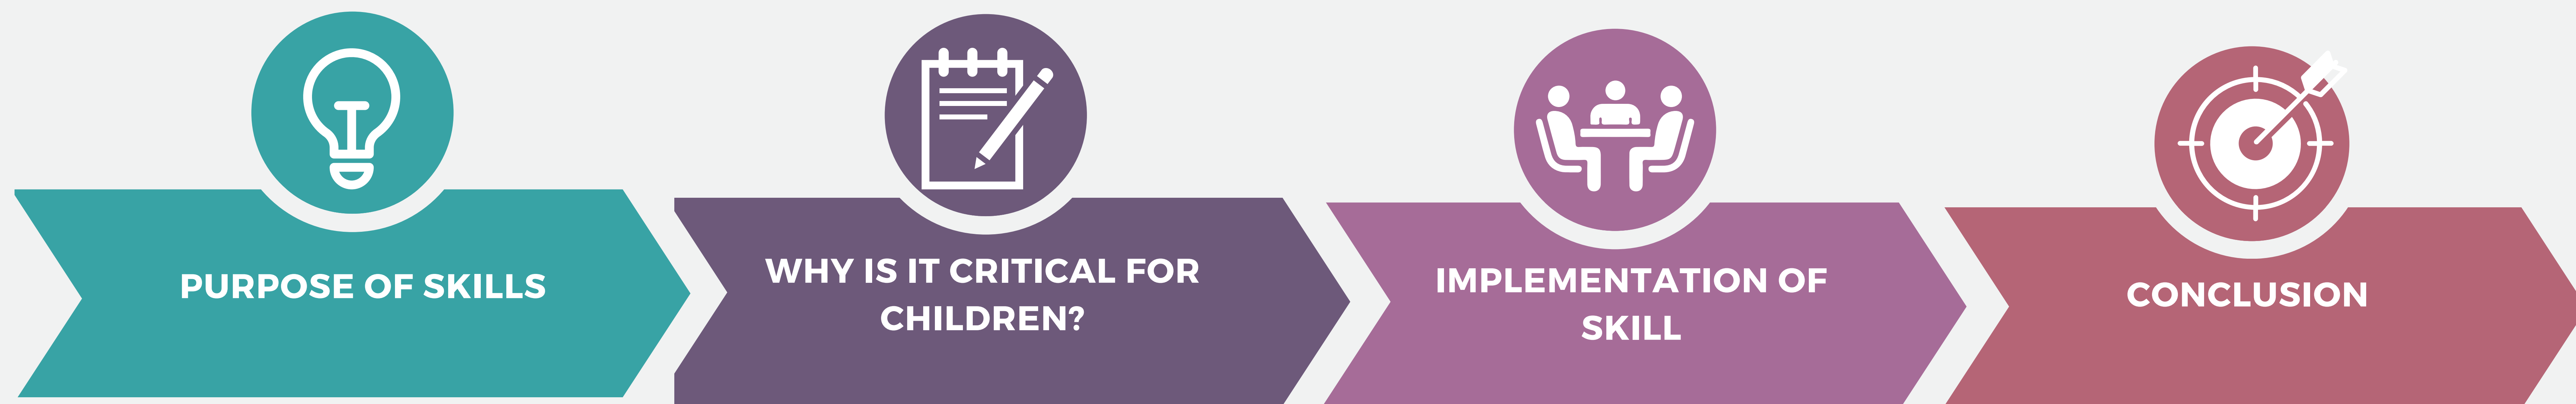 PURPOSE OF SKILLS
WHY IS IT CRITICAL FOR
CHILDREN?
IMPLEMENTATION OF
SKILL
CONCLUSION